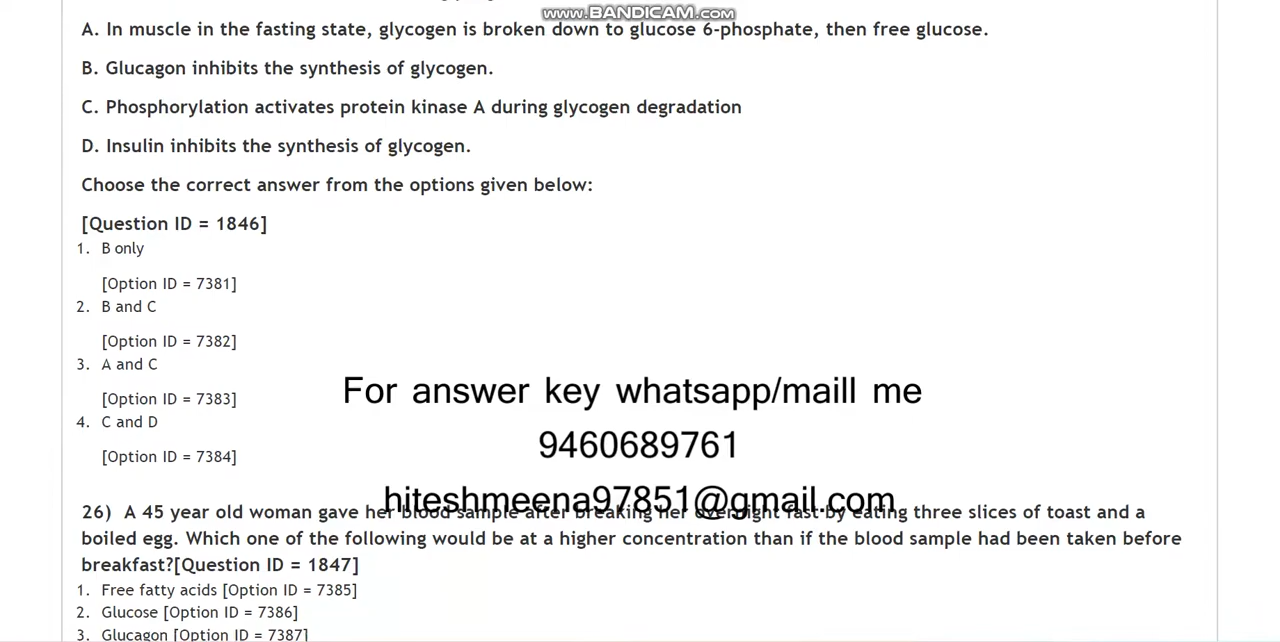 www.BANDICAM.com
A. In muscle in the fasting state, glycogen is broken down to glucose 6-phosphate, then free glucose.
B. Glucagon inhibits the synthesis of glycogen.
C. Phosphorylation activates protein kinase A during glycogen degradation
D. Insulin inhibits the synthesis of glycogen.
Choose the correct answer from the options given below:
[Question ID = 1846]
1. B only
[Option ID = 7381]
2. B and C
[Option ID = 7382]
3. A and C
[Option ID = 7383]
4. C and D
[Option ID = 7384]
For answer key whatsapp/maill me
9460689761
hiteshmeena97851@gmail.com
26) A 45 year old woman gave her blood sample after breaking her overnight fast by eating three slices of toast and a
boiled egg. Which one of the following would be at a higher concentration than if the blood sample had been taken before
breakfast?[Question ID = 1847]
1. Free fatty acids [Option ID = 7385]
2. Glucose [Option ID = 7386]
3. Glucagon [Option ID = 7387]